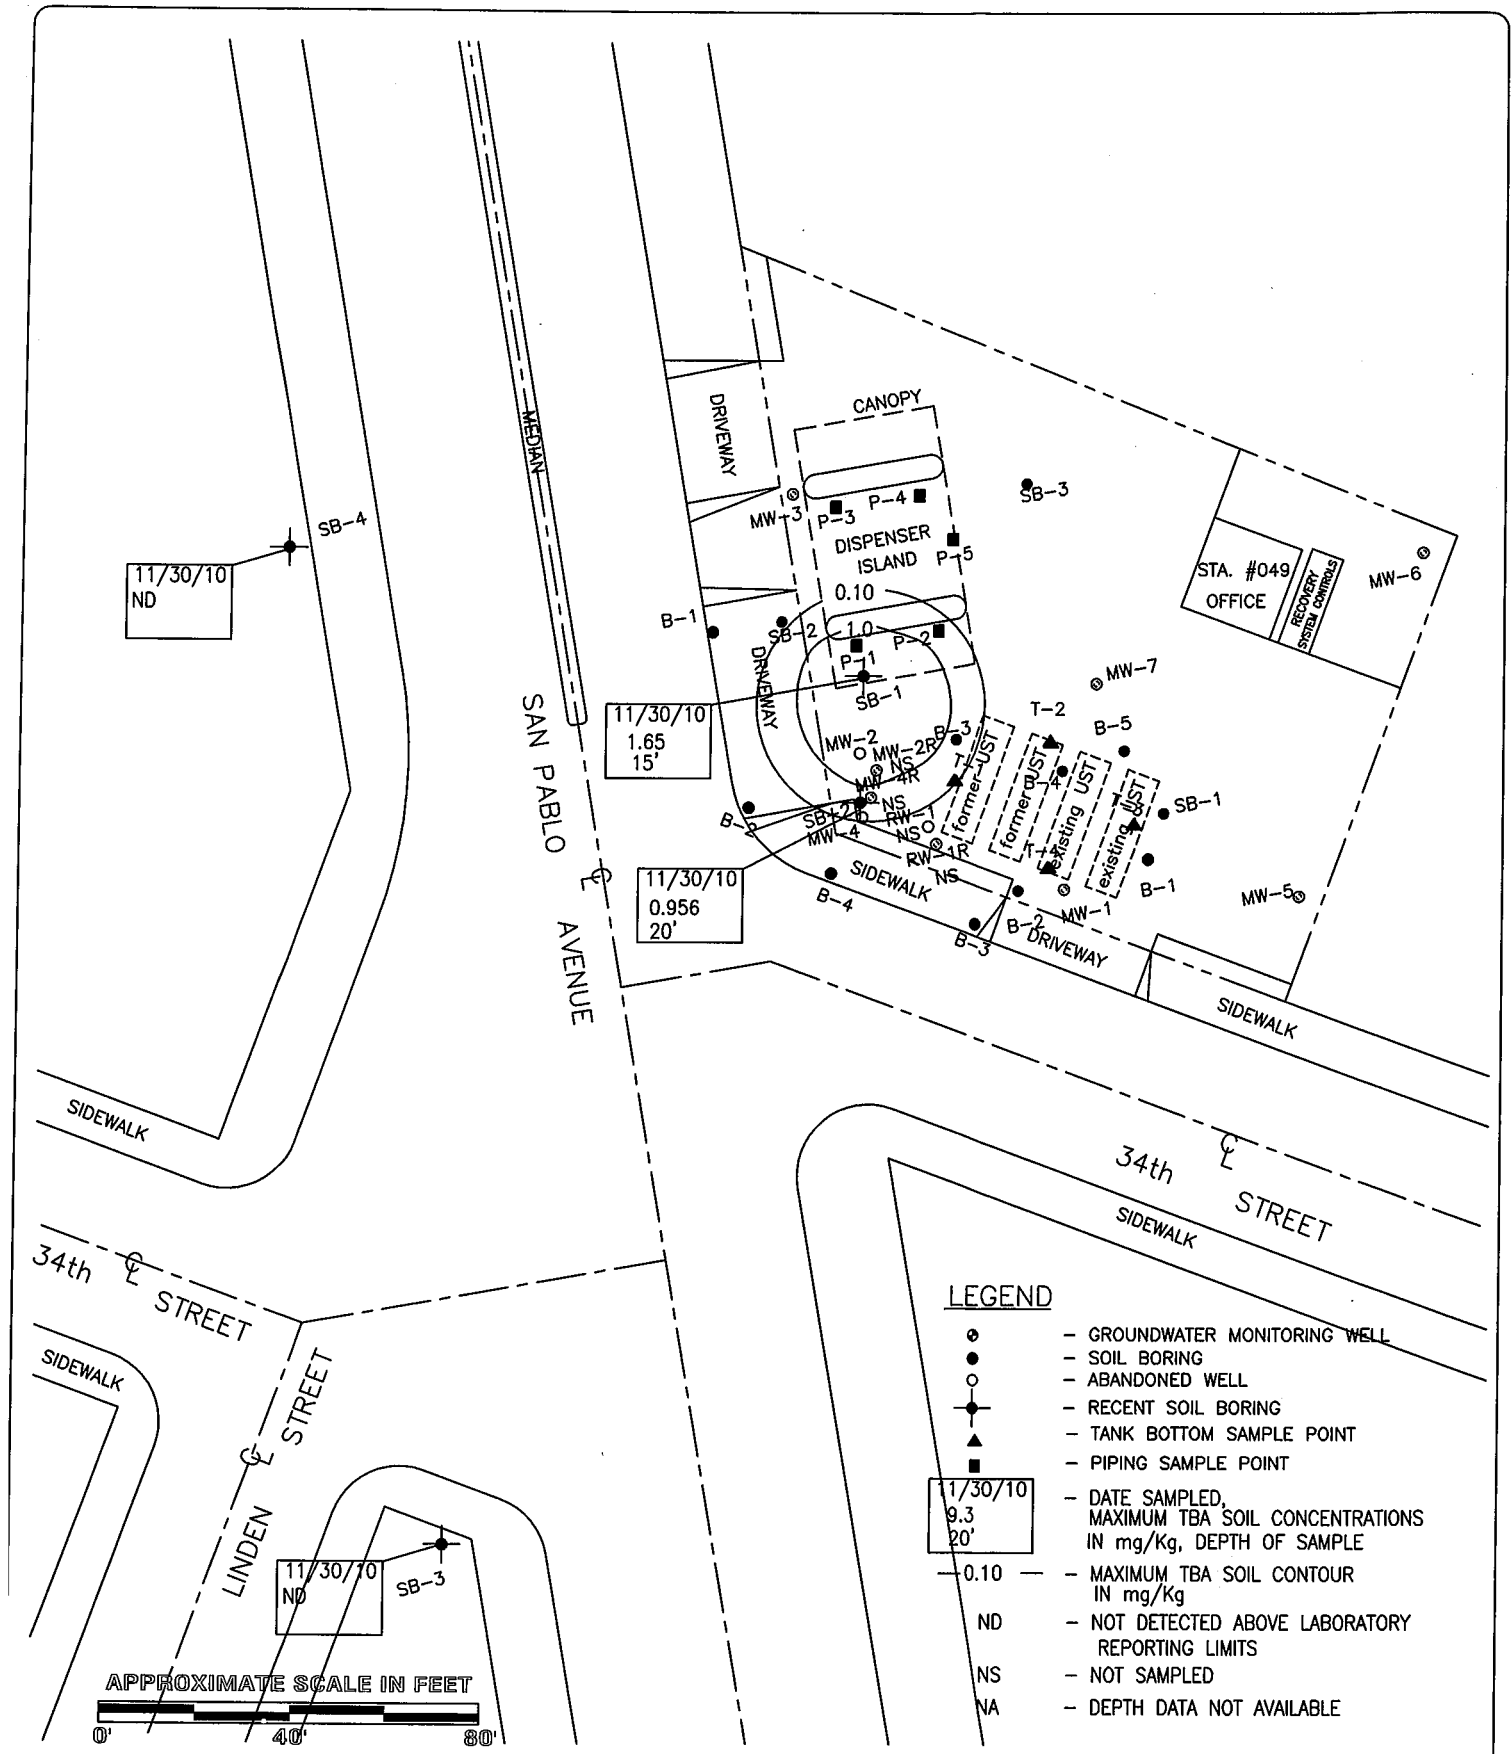 CANOPY
DRIVEWAY
MEDIAN
SB-3
MW-3
P-3
P-4
DISPENSER
ISLAND
P-5
SB-4
11/30/10
ND
STA. #049
OFFICE
RECOVERY
SYSTEM CONTROLS
MW-6
0.10
B-1
SB-2
1.0
P-1
P-2
DRIVEWAY
SB-1
MW-7
11/30/10
1.65
15'
T-2
B-5
B-3
MW-2
MW-2R
NS
former UST
former UST
B-4
existing UST
existing UST
SB-1
MW-4R
NS
B-2
SB-2
MW-4
RW-1
NS
RW-1R
NS
T-4
B-1
SAN PABLO AVENUE
℄
11/30/10
0.956
20'
SIDEWALK
B-4
B-2
MW-1
MW-5
B-3
DRIVEWAY
SIDEWALK
SIDEWALK
℄
34th STREET
SIDEWALK
34th ℄ STREET
SIDEWALK
LINDEN ℄ STREET
11/30/10
ND
SB-3
APPROXIMATE SCALE IN FEET
0' 40' 80'
LEGEND
- GROUNDWATER MONITORING WELL
- SOIL BORING
- ABANDONED WELL
- RECENT SOIL BORING
- TANK BOTTOM SAMPLE POINT
- PIPING SAMPLE POINT
11/30/10
9.3
20'
- DATE SAMPLED,
MAXIMUM TBA SOIL CONCENTRATIONS
IN mg/Kg, DEPTH OF SAMPLE
0.10 - MAXIMUM TBA SOIL CONTOUR
IN mg/Kg
ND - NOT DETECTED ABOVE LABORATORY
REPORTING LIMITS
NS - NOT SAMPLED
NA - DEPTH DATA NOT AVAILABLE